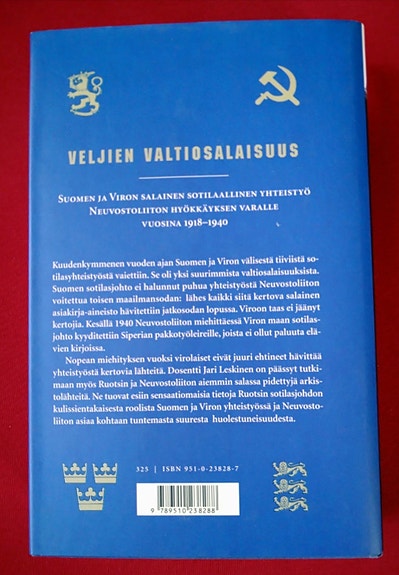 VELJIEN VALTIOSALAISUUS
SUOMEN JA VIRON SALAINEN SOTILAALLINEN YHTEISTYÖ
NEUVOSTOLIITON HYÖKKÄYKSEN VARALLE
VUOSINA 1918–1940
Kuudenkymmenen vuoden ajan Suomen ja Viron välisestä tiiviistä so-
tilasyhteistyöstä vaiettiin. Se oli yksi suurimmista valtiosalaisuuksista.
Suomen sotilasjohto ei halunnut puhua yhteistyöstä Neuvostoliiton
voitettua toisen maailmansodan: lähes kaikki siitä kertova salainen
asiakirja-aineisto hävitettiin jatkosodan lopussa. Viroon taas ei jäänyt
kertojia. Kesällä 1940 Neuvostoliiton miehittäessä Viron maan sotilas-
johto kyyditettiin Siperian pakkotyöleireille, joista ei ollut paluuta elä-
vien kirjoissa.
Nopean miehityksen vuoksi virolaiset eivät juuri ehtineet hävittää
yhteistyöstä kertovia lähteitä. Dosentti Jari Leskinen on päässyt tutki-
maan myös Ruotsin ja Neuvostoliiton aiemmin salassa pidettyjä arkis-
tolähteitä. Ne tuovat esiin sensaatiomaisia tietoja Ruotsin sotilasjohdon
kulissientakaisesta roolista Suomen ja Viron yhteistyössä ja Neuvosto-
liiton asiaa kohtaan tuntemasta suuresta huolestuneisuudesta.
325 | ISBN 951-0-23828-7
9 789510 238288